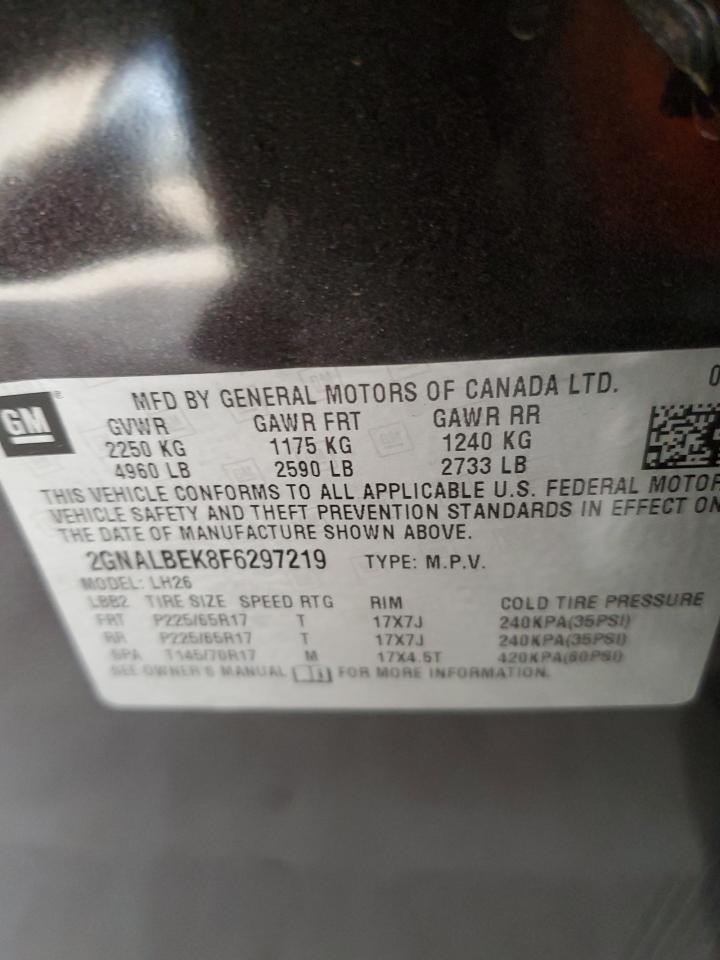 GM
MFD BY GENERAL MOTORS OF CANADA LTD. 0
GVWR GAWR FRT GAWR RR
2250 KG 1175 KG 1240 KG
4960 LB 2590 LB 2733 LB
THIS VEHICLE CONFORMS TO ALL APPLICABLE U.S. FEDERAL MOTOR
VEHICLE SAFETY AND THEFT PREVENTION STANDARDS IN EFFECT ON
THE DATE OF MANUFACTURE SHOWN ABOVE.
2GNALBEK8F6297219 TYPE: M.P.V.
MODEL: LH26
LBB2 TIRE SIZE SPEED RTG RIM COLD TIRE PRESSURE
FRT P225/65R17 T 17X7J 240KPA(35PSI)
RR P225/65R17 T 17X7J 240KPA(35PSI)
SPA T145/70R17 M 17X4.5T 420KPA(60PSI)
SEE OWNER'S MANUAL FOR MORE INFORMATION.